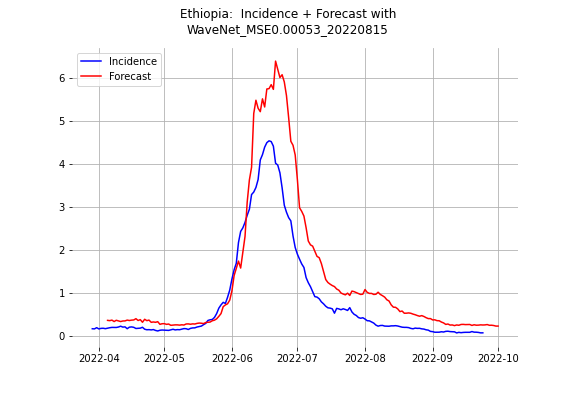 Ethiopia:  Incidence + Forecast with
WaveNet_MSE0.00053_20220815
Incidence
Forecast
6
5
4
3
2
1
0
2022-04 2022-05 2022-06 2022-07 2022-08 2022-09 2022-10